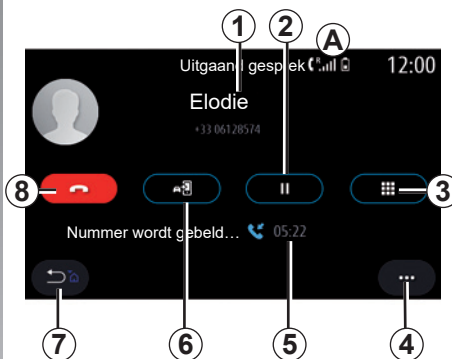 1 2 A
Uitgaand gesprek R 12:00
Elodie
+33 06128574
8 3
Nummer wordt gebeld... 05:22
7 6 5 4